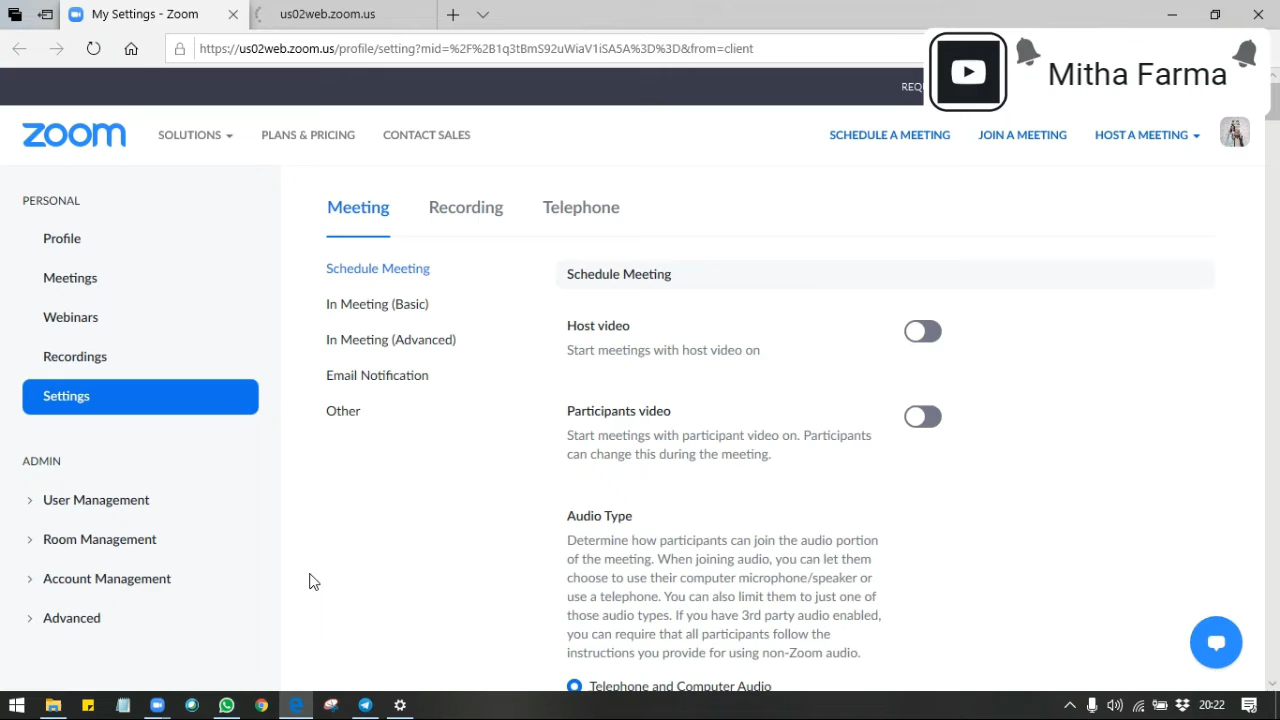 My Settings - Zoom
us02web.zoom.us
https://us02web.zoom.us/profile/setting?mid=%2F%2B1q3tBmS92uWiaV1iSA5A%3D%3D&from=client
Mitha Farma
REQ
zoom
SOLUTIONS
PLANS & PRICING
CONTACT SALES
SCHEDULE A MEETING
JOIN A MEETING
HOST A MEETING
PERSONAL
Profile
Meetings
Webinars
Recordings
Settings
ADMIN
User Management
Room Management
Account Management
Advanced
Meeting
Recording
Telephone
Schedule Meeting
In Meeting (Basic)
In Meeting (Advanced)
Email Notification
Other
Schedule Meeting
Host video
Start meetings with host video on
Participants video
Start meetings with participant video on. Participants
can change this during the meeting.
Audio Type
Determine how participants can join the audio portion
of the meeting. When joining audio, you can let them
choose to use their computer microphone/speaker or
use a telephone. You can also limit them to just one of
those audio types. If you have 3rd party audio enabled,
you can require that all participants follow the
instructions you provide for using non-Zoom audio.
Telephone and Computer Audio
20:22